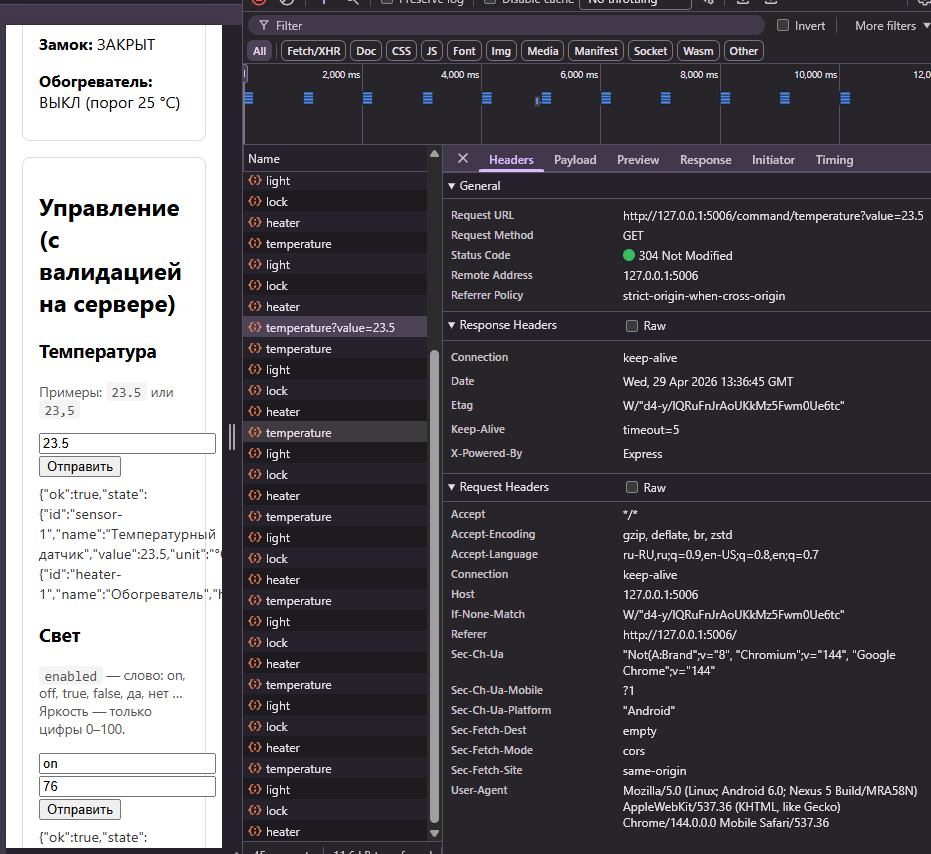 Замок: ЗАКРЫТ
Обогреватель:
ВЫКЛ (порог 25 °C)
Управление
(с
валидацией
на сервере)
Температура
Примеры: 23.5 или
23,5
23.5
Отправить
{"ok":true,"state":
{"id":"sensor-
1","name":"Температурный
датчик","value":23.5,"unit":"°
{"id":"heater-
1","name":"Обогреватель","
Свет
enabled — слово: on,
off, true, false, да, нет ...
Яркость — только
цифры 0–100.
on
76
Отправить
{"ok":true,"state":
Preserve log
Disable cache
No throttling
Filter
Invert
More filters
All
Fetch/XHR
Doc
CSS
JS
Font
Img
Media
Manifest
Socket
Wasm
Other
2,000 ms
4,000 ms
6,000 ms
8,000 ms
10,000 ms
12,0
Name
light
lock
heater
temperature
light
lock
heater
temperature?value=23.5
temperature
light
lock
heater
temperature
light
lock
heater
temperature
light
lock
heater
temperature
light
lock
heater
temperature
light
lock
heater
temperature
light
lock
heater
Headers
Payload
Preview
Response
Initiator
Timing
General
Request URL
http://127.0.0.1:5006/command/temperature?value=23.5
Request Method
GET
Status Code
304 Not Modified
Remote Address
127.0.0.1:5006
Referrer Policy
strict-origin-when-cross-origin
Response Headers
Raw
Connection
keep-alive
Date
Wed, 29 Apr 2026 13:36:45 GMT
Etag
W/"d4-y/IQRuFnJrAoUKkMz5Fwm0Ue6tc"
Keep-Alive
timeout=5
X-Powered-By
Express
Request Headers
Raw
Accept
*/*
Accept-Encoding
gzip, deflate, br, zstd
Accept-Language
ru-RU,ru;q=0.9,en-US;q=0.8,en;q=0.7
Connection
keep-alive
Host
127.0.0.1:5006
If-None-Match
W/"d4-y/IQRuFnJrAoUKkMz5Fwm0Ue6tc"
Referer
http://127.0.0.1:5006/
Sec-Ch-Ua
"Not(A:Brand";v="8", "Chromium";v="144", "Google
Chrome";v="144"
Sec-Ch-Ua-Mobile
?1
Sec-Ch-Ua-Platform
"Android"
Sec-Fetch-Dest
empty
Sec-Fetch-Mode
cors
Sec-Fetch-Site
same-origin
User-Agent
Mozilla/5.0 (Linux; Android 6.0; Nexus 5 Build/MRA58N)
AppleWebKit/537.36 (KHTML, like Gecko)
Chrome/144.0.0.0 Mobile Safari/537.36